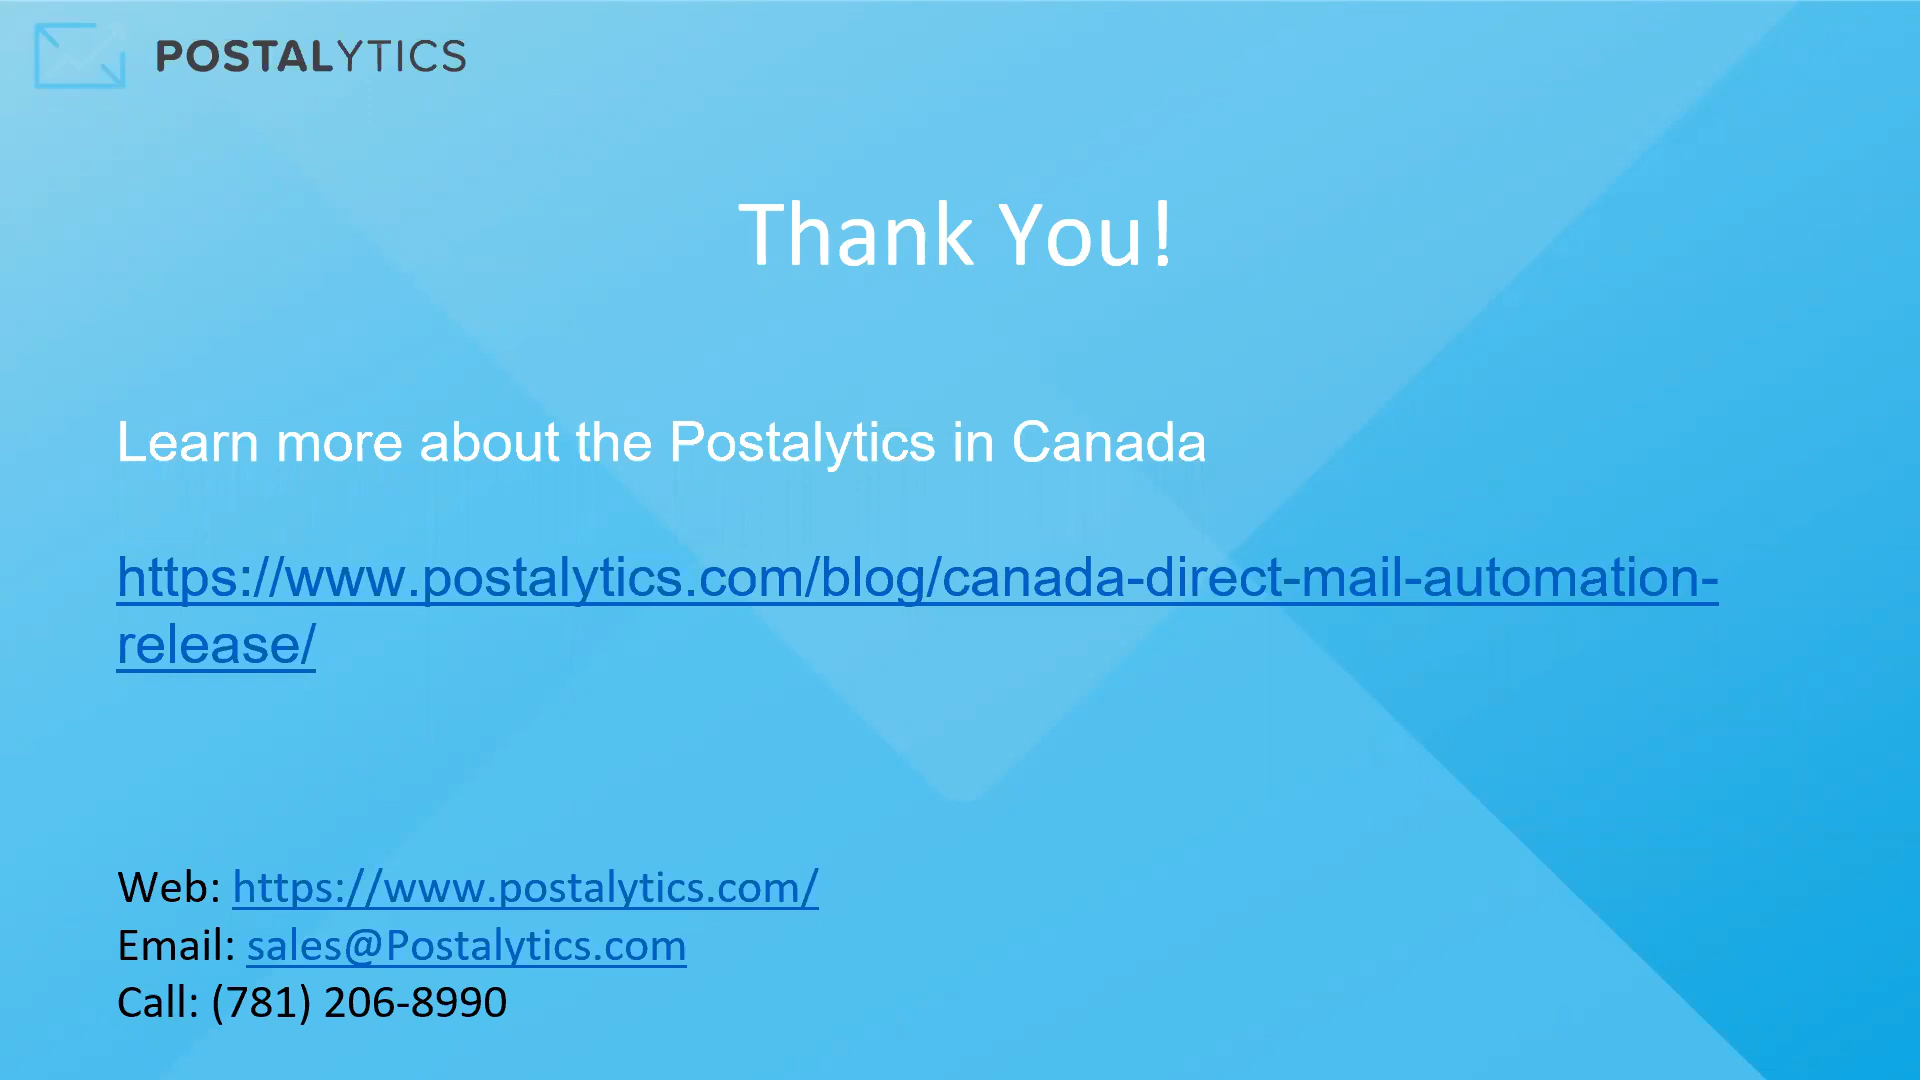 POSTALYTICS
Thank You!
Learn more about the Postalytics in Canada
https://www.postalytics.com/blog/canada-direct-mail-automation-
release/
Web: https://www.postalytics.com/
Email: sales@Postalytics.com
Call: (781) 206-8990